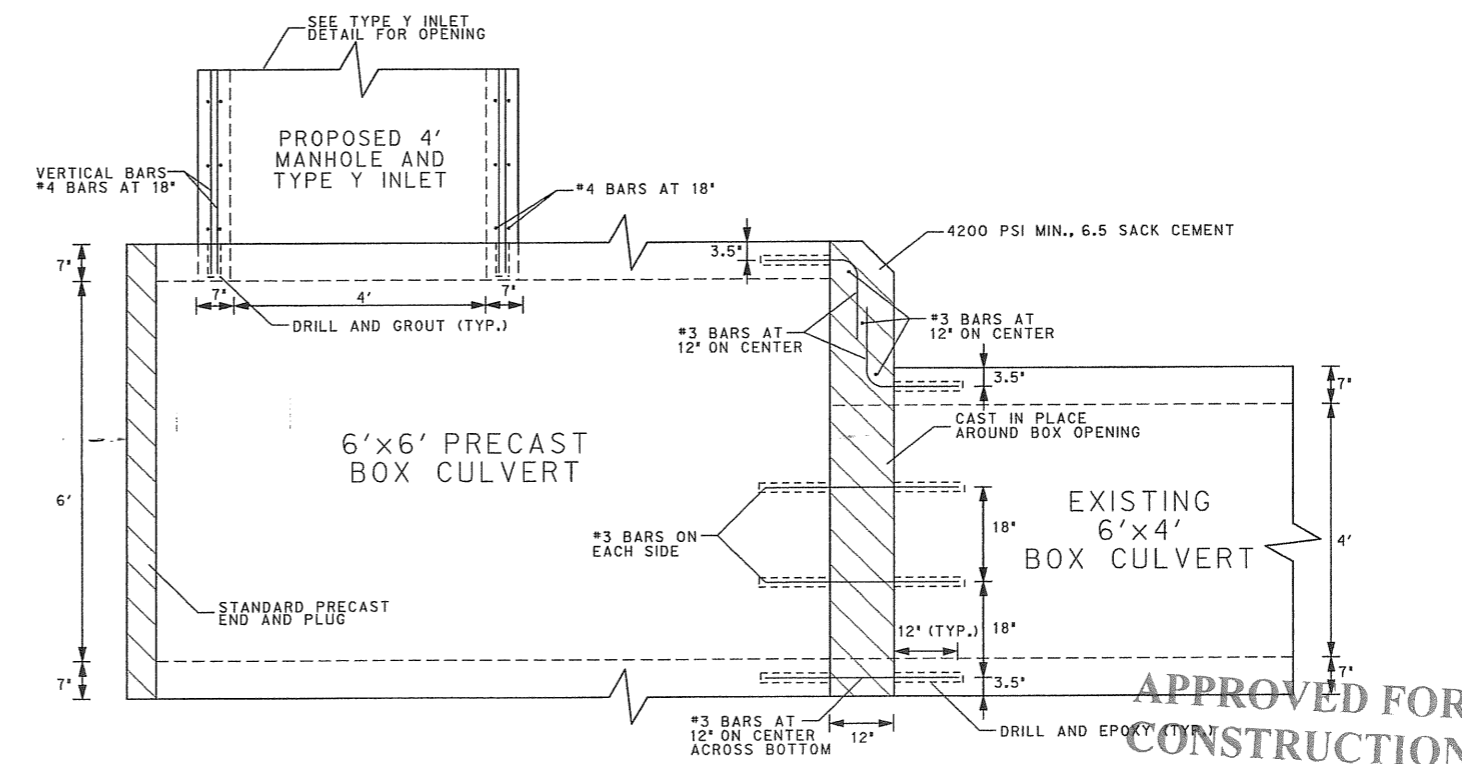 SEE TYPE Y INLET
DETAIL FOR OPENING
PROPOSED 4'
MANHOLE AND
TYPE Y INLET
VERTICAL BARS
#4 BARS AT 18"
#4 BARS AT 18"
4200 PSI MIN., 6.5 SACK CEMENT
7"
3.5"
7"
4'
7"
DRILL AND GROUT (TYP.)
#3 BARS AT
12" ON CENTER
#3 BARS AT
12" ON CENTER
3.5"
7"
CAST IN PLACE
AROUND BOX OPENING
6'x6' PRECAST
BOX CULVERT
6'
EXISTING
6'x4'
BOX CULVERT
18"
4'
#3 BARS ON
EACH SIDE
STANDARD PRECAST
END AND PLUG
12" (TYP.)
18"
7"
3.5"
7"
#3 BARS AT
12" ON CENTER
ACROSS BOTTOM
12"
DRILL AND EPOXY (TYP.)
APPROVED FOR
CONSTRUCTION